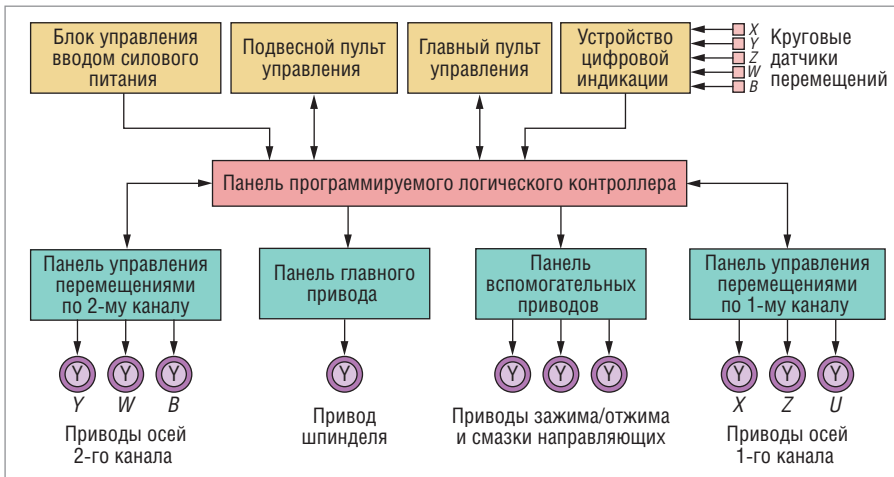 Блок управления
вводом силового
питания
Подвесной пульт
управления
Главный пульт
управления
Устройство
цифровой
индикации
X
Y
Z
W
B
Круговые
датчики
перемещений
Панель программируемого логического контроллера
Панель управления
перемещениями
по 2-му каналу
Панель главного
привода
Панель
вспомогательных
приводов
Панель управления
перемещениями
по 1-му каналу
Y Y Y
Y
Y Y Y
Y Y Y
Y W B
X Z U
Приводы осей
2-го канала
Привод
шпинделя
Приводы зажима/отжима
и смазки направляющих
Приводы осей
1-го канала